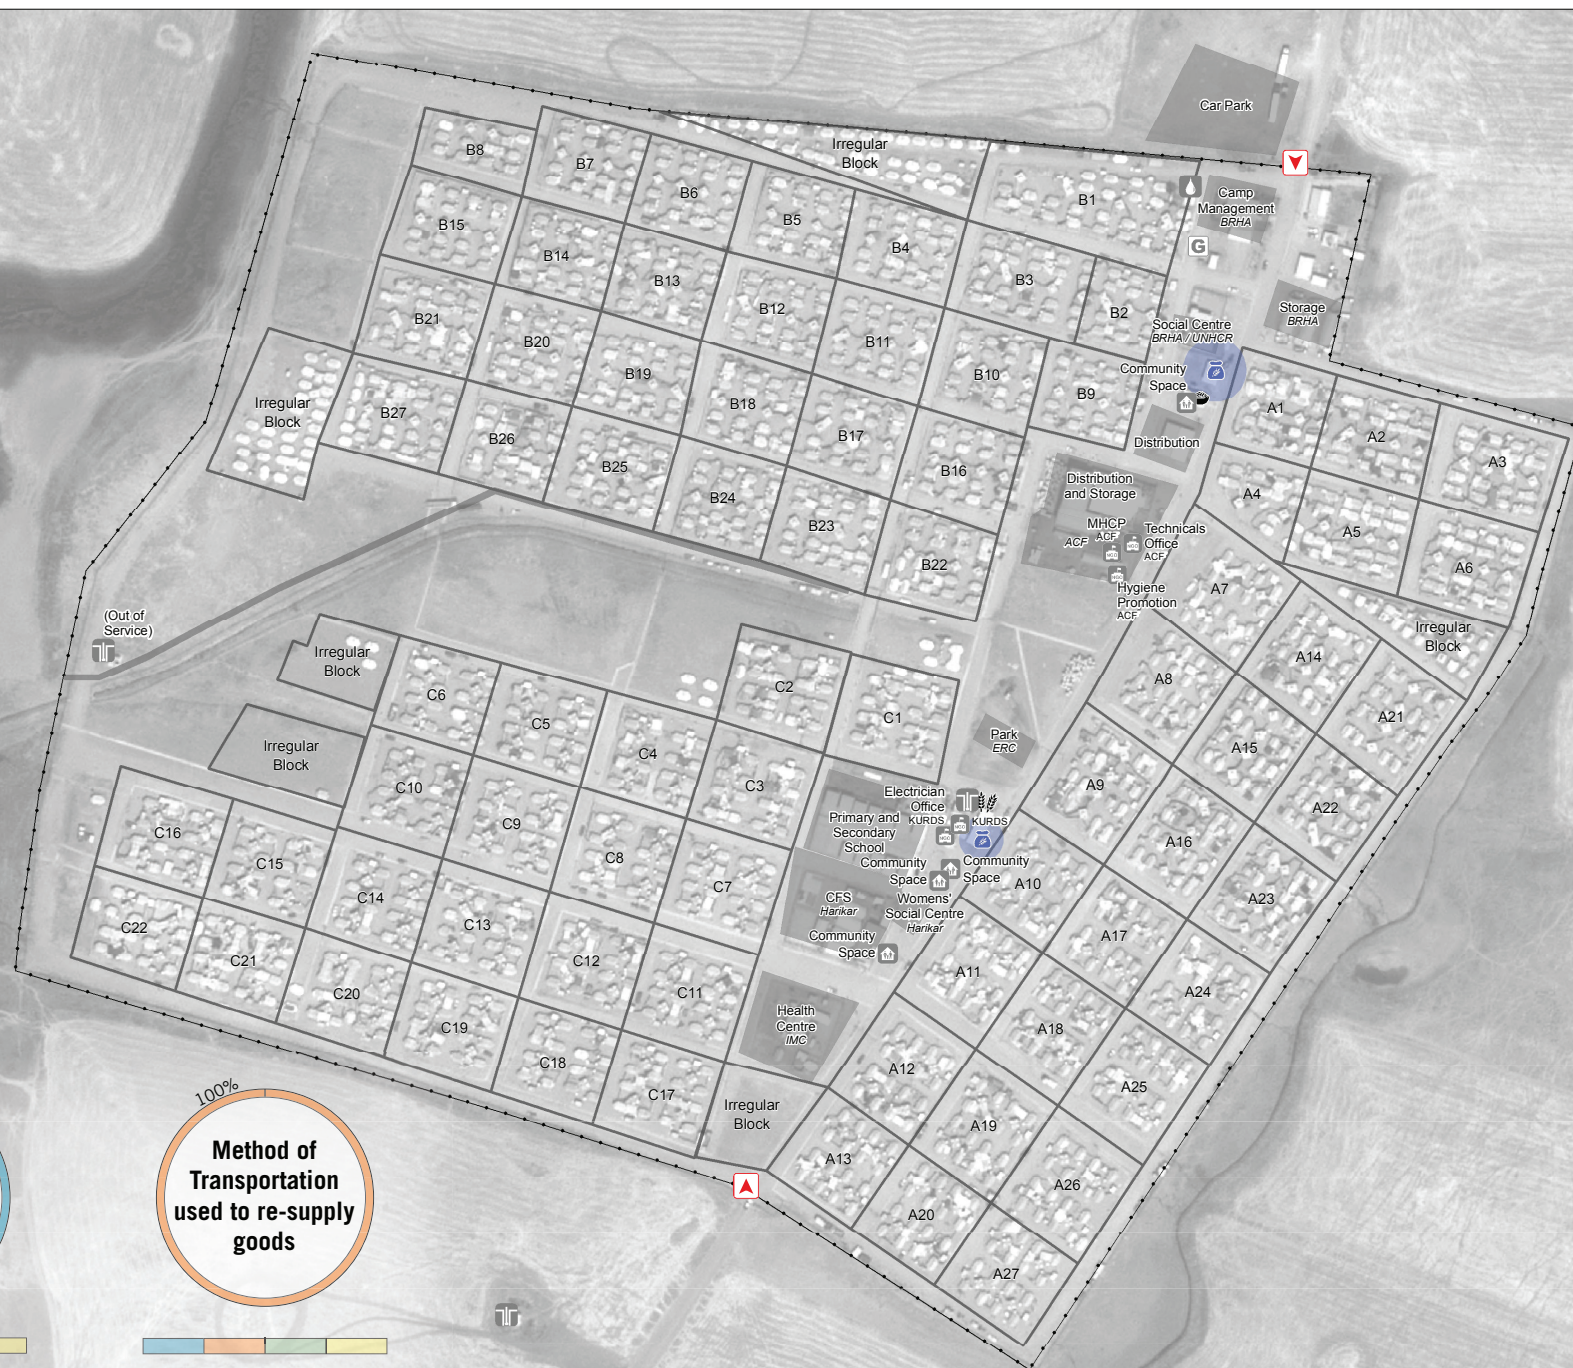 Car Park
Irregular
Block
B8
B7
B6
B5
B4
B1
Camp
Management
BRHA
G
B15
B14
B13
B12
B11
B3
B2
Storage
BRHA
Social Centre
BRHA / UNHCR
Community
Space
B21
B20
B19
B18
B17
B10
B9
Distribution
Irregular
Block
B27
B26
B25
B24
B23
B16
B22
Distribution
and Storage
MHCP
ACF
ACF
Technicals
Office
ACF
Hygiene
Promotion
ACF
NGO
NGO
NGO
A1
A2
A3
A4
A5
A6
A7
Irregular
Block
A8
A14
A21
A15
A9
A22
A16
A10
A23
A17
A11
A24
A18
A12
A25
A19
A13
A26
A20
A27
(Out of
Service)
Irregular
Block
Irregular
Block
C6
C5
C4
C2
C1
C3
C10
C9
C8
C7
C16
C15
C14
C13
C12
C11
C22
C21
C20
C19
C18
C17
Park
ERC
Electrician
Office
KURDS
KURDS
NGO
NGO
Primary and
Secondary
School
Community
Space
Community
Space
Womens'
Social Centre
Harikar
CFS
Harikar
Community
Space
Health
Centre
IMC
Irregular
Block
100%
Method of
Transportation
used to re-supply
goods